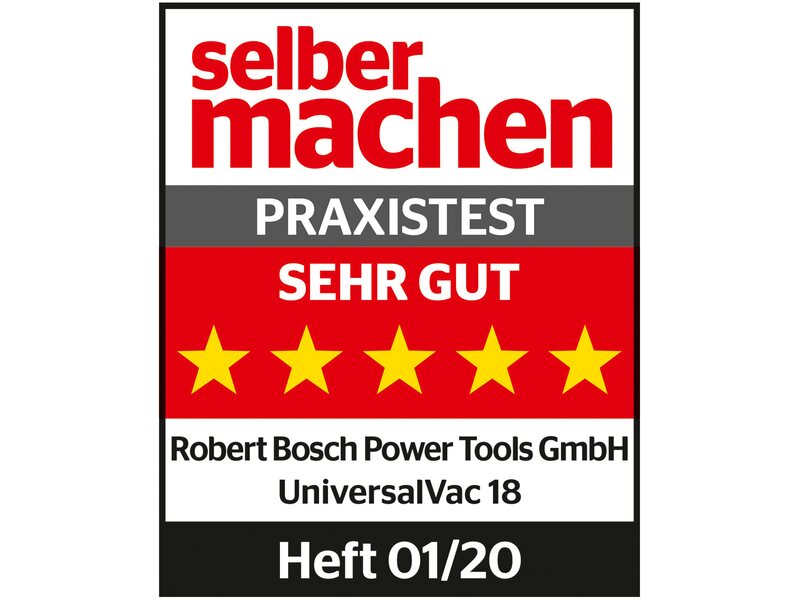 selber
machen
PRAXISTEST
SEHR GUT
Robert Bosch Power Tools GmbH
UniversalVac 18
Heft 01/20